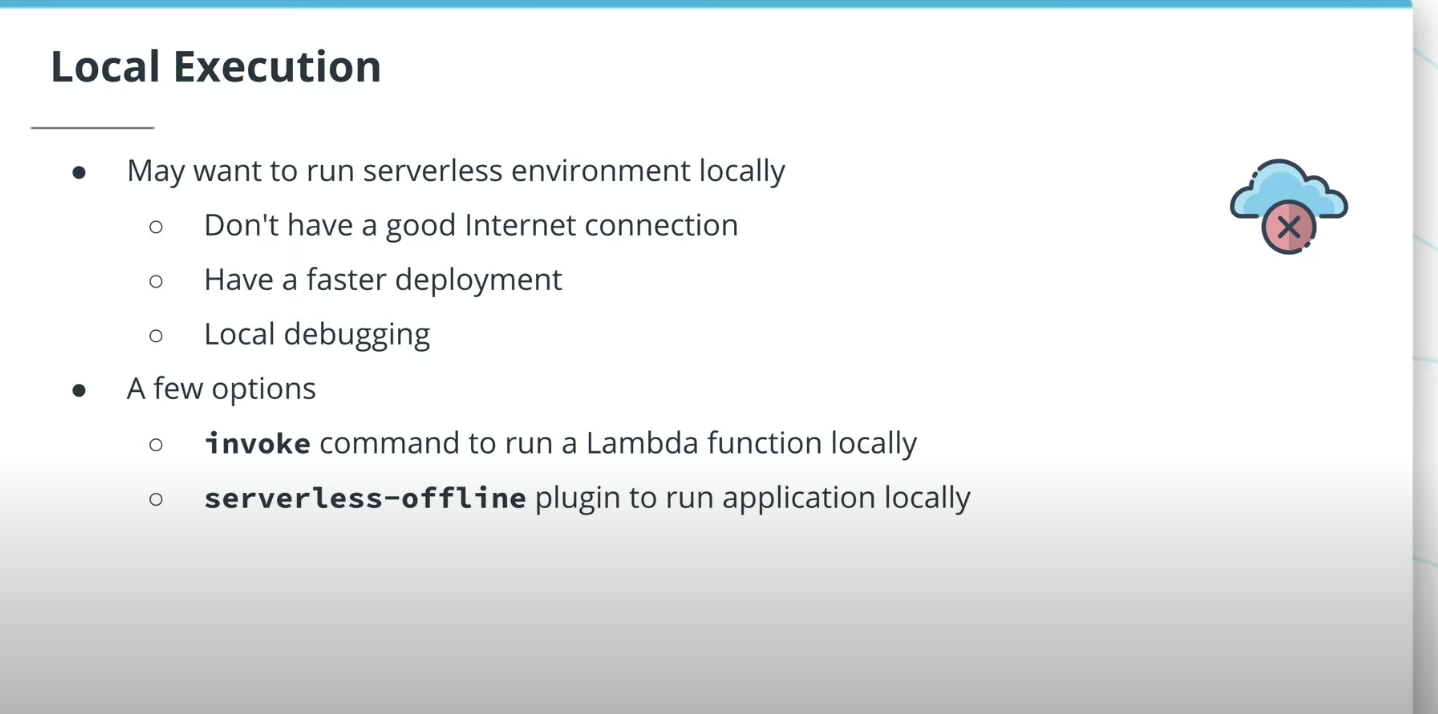 Local Execution
● May want to run serverless environment locally
○ Don't have a good Internet connection
○ Have a faster deployment
○ Local debugging
● A few options
○ invoke command to run a Lambda function locally
○ serverless-offline plugin to run application locally